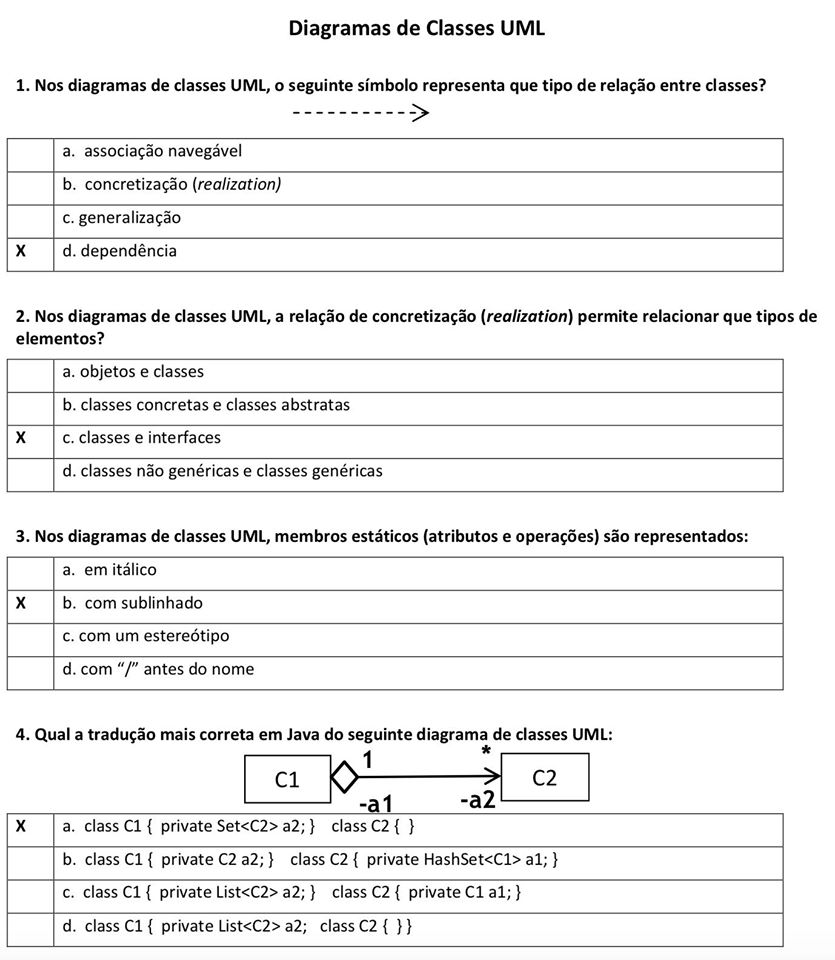 Diagramas de Classes UML
1. Nos diagramas de classes UML, o seguinte símbolo representa que tipo de relação entre classes?
a. associação navegável
b. concretização (realization)
c. generalização
X d. dependência
2. Nos diagramas de classes UML, a relação de concretização (realization) permite relacionar que tipos de
elementos?
a. objetos e classes
b. classes concretas e classes abstratas
X c. classes e interfaces
d. classes não genéricas e classes genéricas
3. Nos diagramas de classes UML, membros estáticos (atributos e operações) são representados:
a. em itálico
X b. com sublinhado
c. com um estereótipo
d. com “/” antes do nome
4. Qual a tradução mais correta em Java do seguinte diagrama de classes UML:
1 *
C1 C2
-a1 -a2
X a. class C1 { private Set<C2> a2; } class C2 { }
b. class C1 { private C2 a2; } class C2 { private HashSet<C1> a1; }
c. class C1 { private List<C2> a2; } class C2 { private C1 a1; }
d. class C1 { private List<C2> a2; class C2 { } }